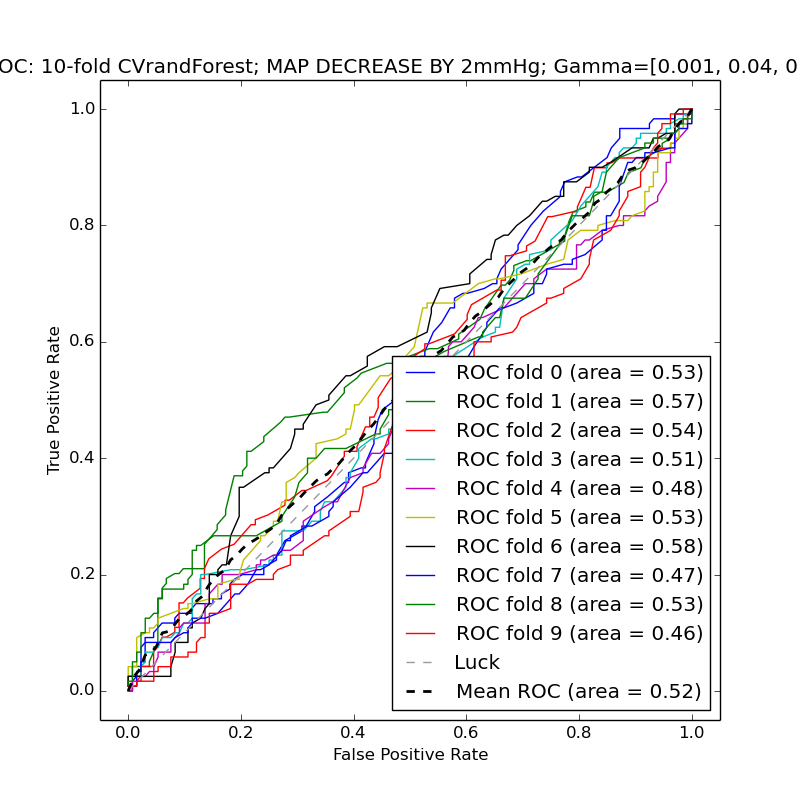 OC: 10-fold CVrandForest; MAP DECREASE BY 2mmHg; Gamma=[0.001, 0.04, 0
1.0
0.8
0.6
0.4
0.2
0.0
True Positive Rate
ROC fold 0 (area = 0.53)
ROC fold 1 (area = 0.57)
ROC fold 2 (area = 0.54)
ROC fold 3 (area = 0.51)
ROC fold 4 (area = 0.48)
ROC fold 5 (area = 0.53)
ROC fold 6 (area = 0.58)
ROC fold 7 (area = 0.47)
ROC fold 8 (area = 0.53)
ROC fold 9 (area = 0.46)
Luck
Mean ROC (area = 0.52)
0.0 0.2 0.4 0.6 0.8 1.0
False Positive Rate